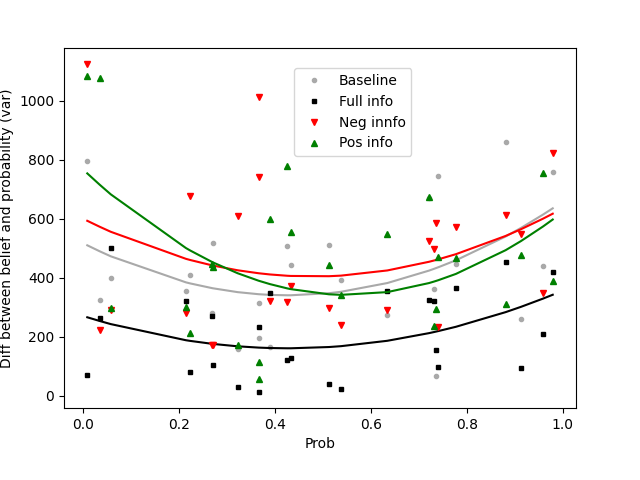 Diff between belief and probability (var)
1000
800
600
400
200
0
0.0 0.2 0.4 0.6 0.8 1.0
Prob
Baseline
Full info
Neg innfo
Pos info